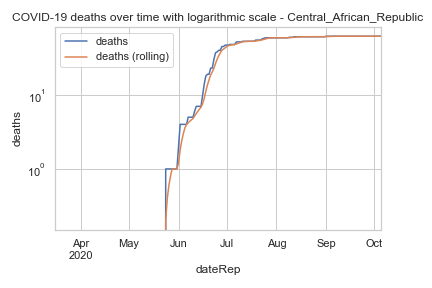 COVID-19 deaths over time with logarithmic scale - Central_African_Republic
deaths
deaths (rolling)
deaths
10¹
10⁰
Apr
2020
May
Jun
Jul
Aug
Sep
Oct
dateRep